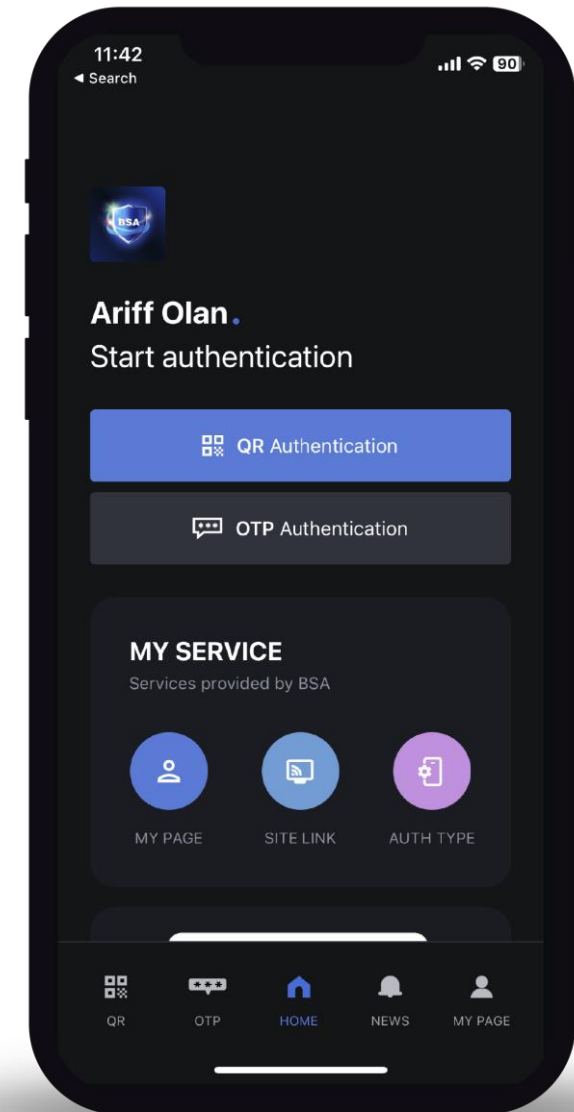 11:42
◀ Search
90
BSA
Ariff Olan.
Start authentication
QR Authentication
OTP Authentication
MY SERVICE
Services provided by BSA
MY PAGE SITE LINK AUTH TYPE
QR OTP HOME NEWS MY PAGE